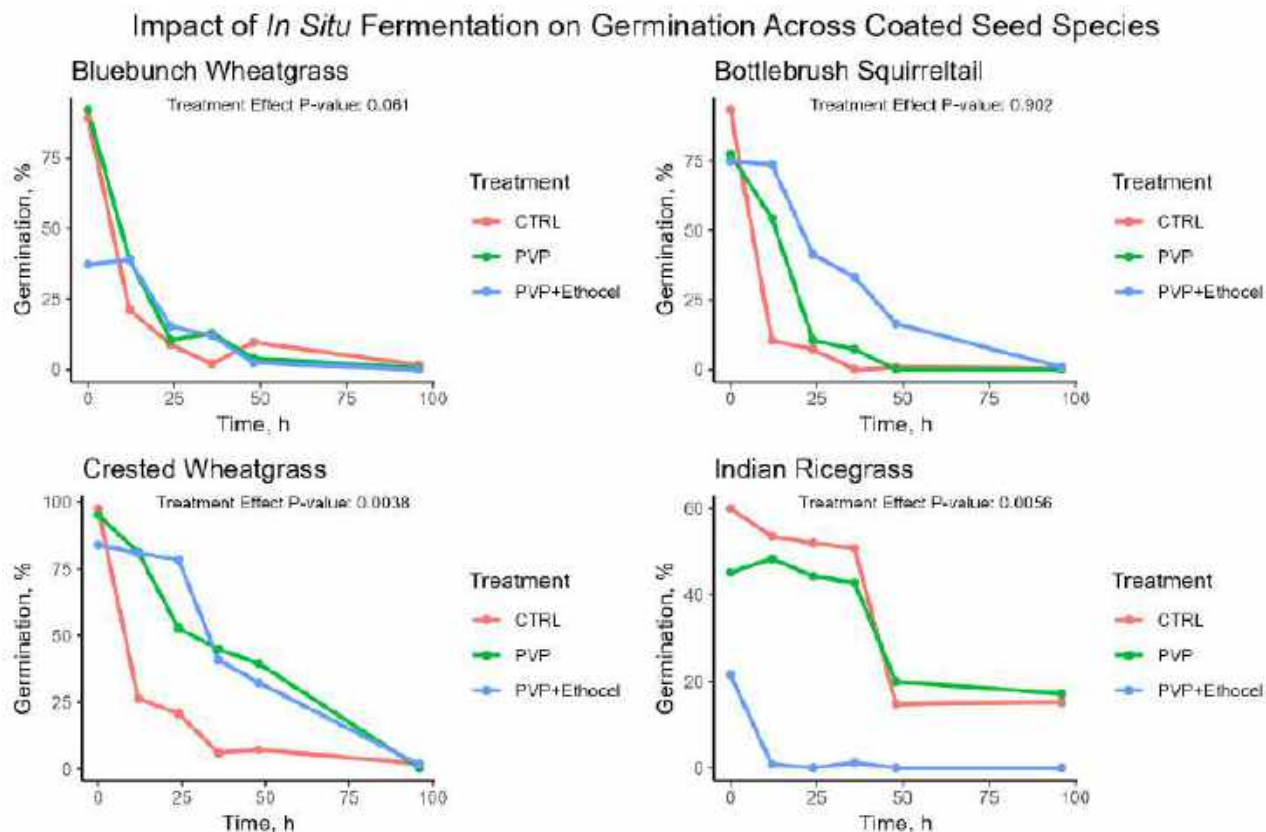 Impact of In Situ Fermentation on Germination Across Coated Seed Species
Bluebunch Wheatgrass
Treatment Effect P-value: 0.061
Germination, %
75
50
25
0
0 25 50 75 100
Time, h
Treatment
CTRL
PVP
PVP+Ethocel
Bottlebrush Squirreltail
Treatment Effect P-value: 0.902
Germination, %
75
50
25
0
0 25 50 75 100
Time, h
Treatment
CTRL
PVP
PVP+Ethocel
Crested Wheatgrass
Treatment Effect P-value: 0.0038
Germination, %
100
75
50
25
0
0 25 50 75 100
Time, h
Treatment
CTRL
PVP
PVP+Ethocel
Indian Ricegrass
Treatment Effect P-value: 0.0056
Germination, %
60
40
20
0
0 25 50 75 100
Time, h
Treatment
CTRL
PVP
PVP+Ethocel